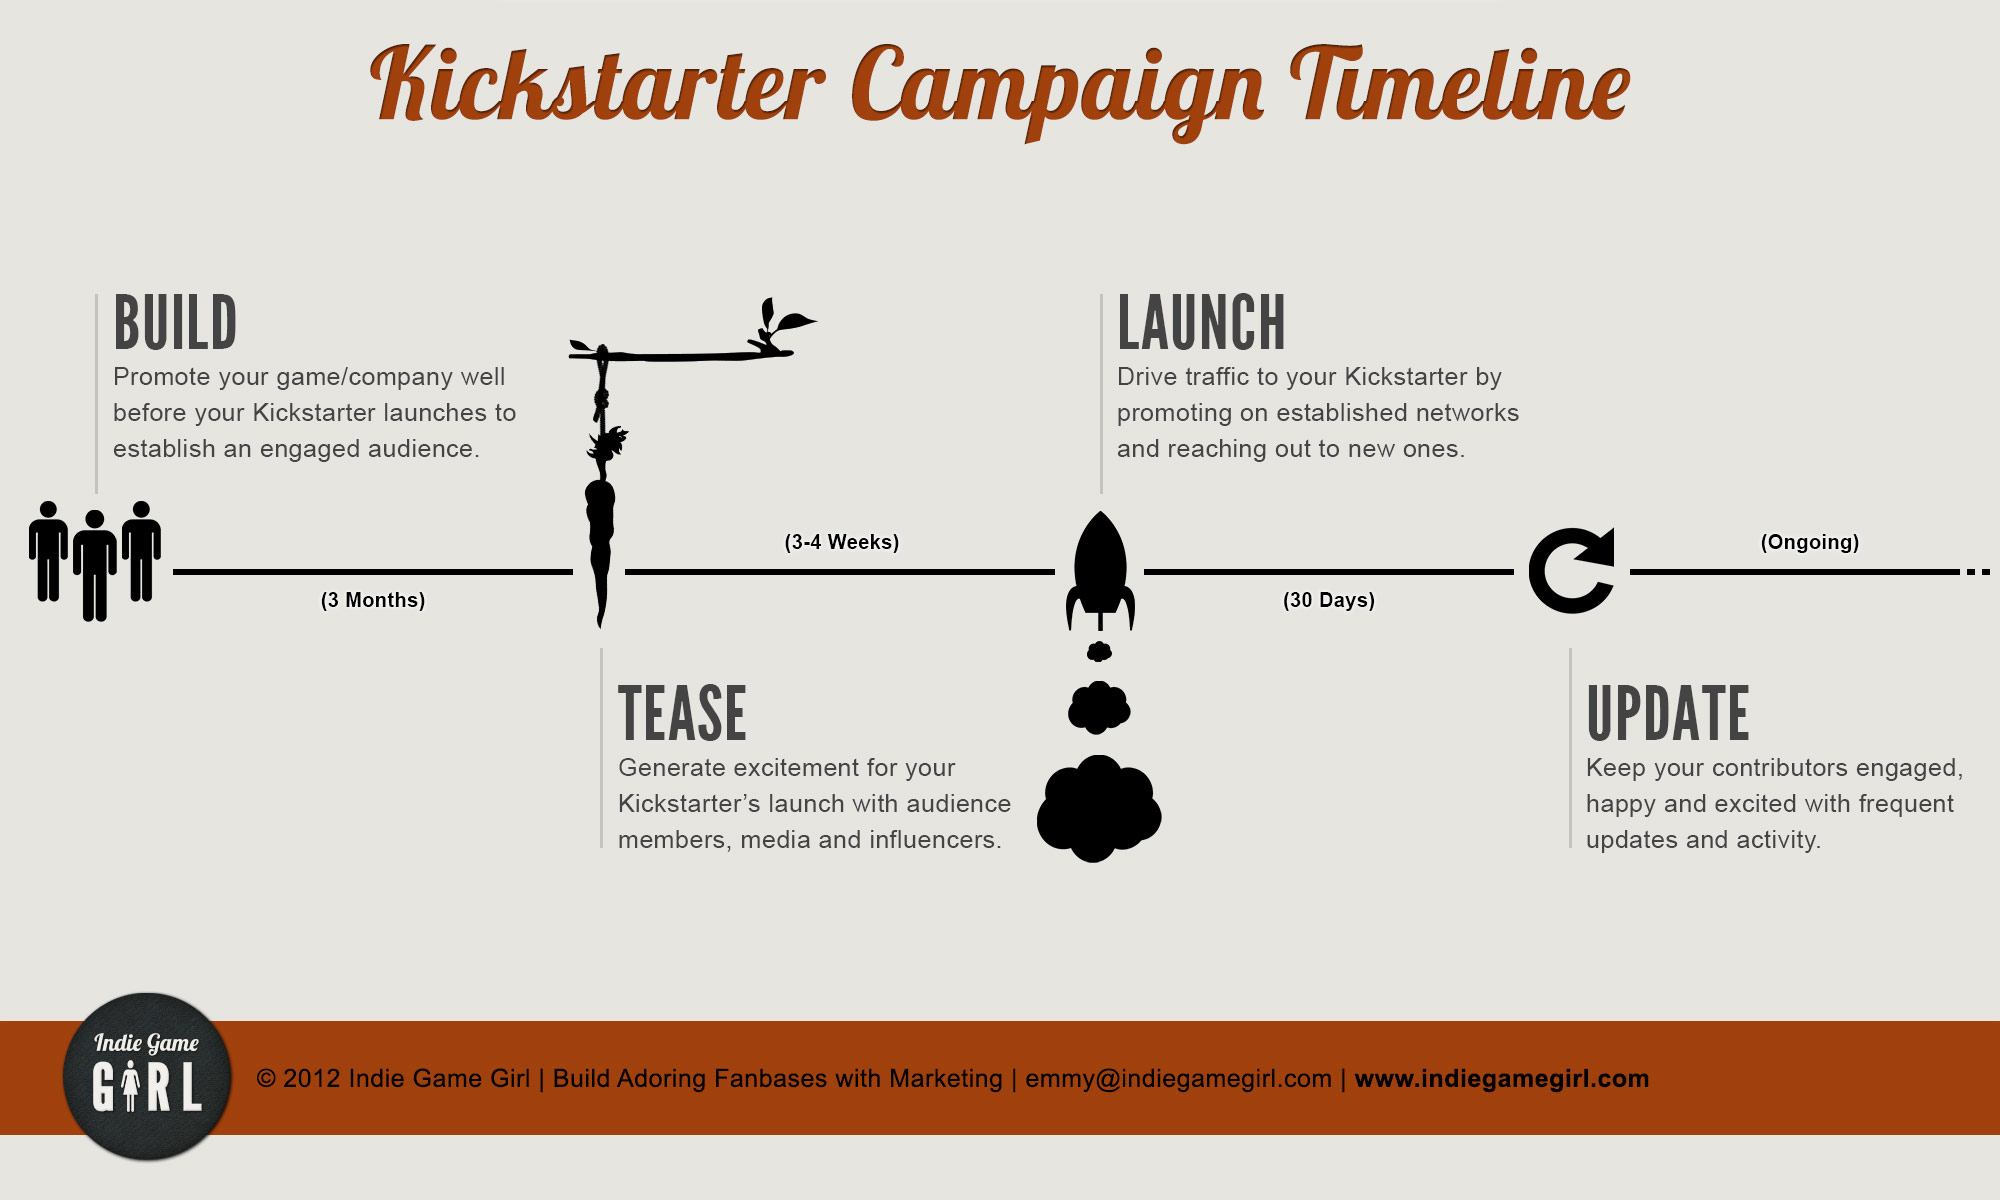 Kickstarter Campaign Timeline
BUILD
Promote your game/company well
before your Kickstarter launches to
establish an engaged audience.
(3 Months)
TEASE
Generate excitement for your
Kickstarter’s launch with audience
members, media and influencers.
(3-4 Weeks)
LAUNCH
Drive traffic to your Kickstarter by
promoting on established networks
and reaching out to new ones.
(30 Days)
UPDATE
Keep your contributors engaged,
happy and excited with frequent
updates and activity.
(Ongoing)
Indie Game
GIRL
© 2012 Indie Game Girl | Build Adoring Fanbases with Marketing | emmy@indiegamegirl.com | www.indiegamegirl.com